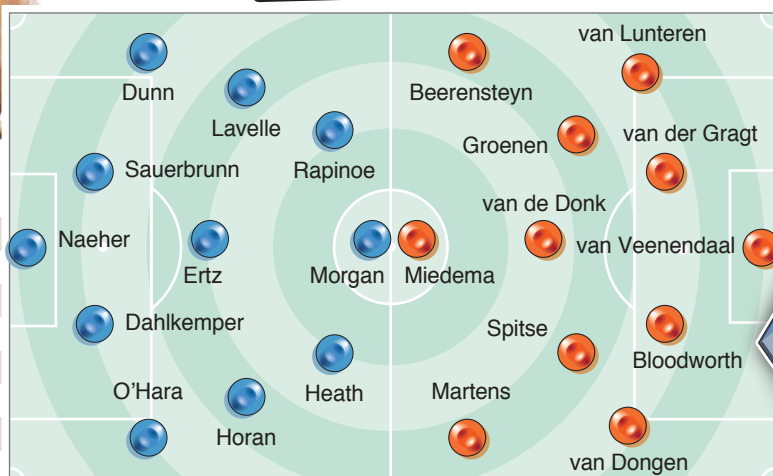 van Lunteren
Dunn
Beerensteyn
Lavelle
van der Gragt
Groenen
Sauerbrunn
Rapinoe
van de Donk
Naeher
van Veenendaal
Ertz
Morgan
Miedema
Dahlkemper
Spitse
Bloodworth
O'Hara
Heath
Martens
Horan
van Dongen